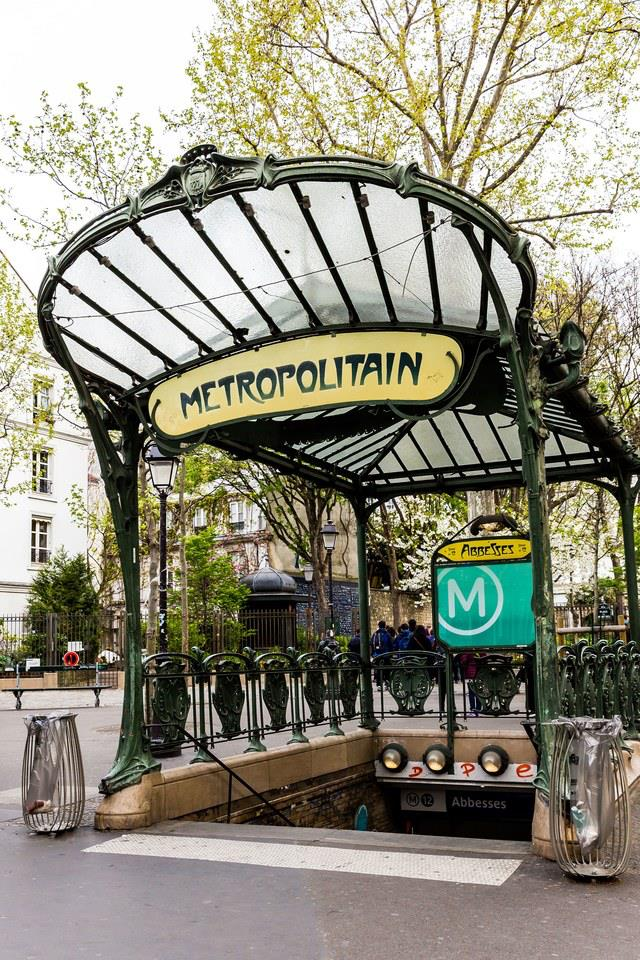 METROPOLITAIN
ABBESSES
M
D P e
M 12 Abbesses